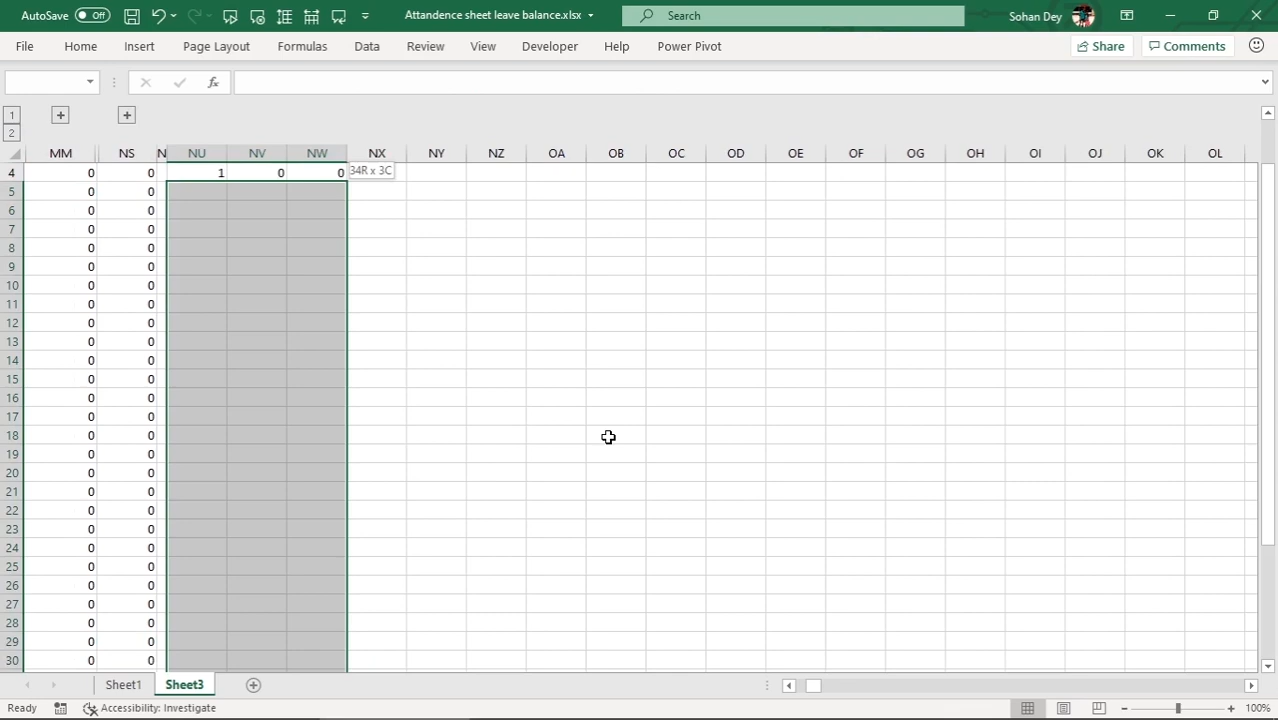 AutoSave Off Attandence sheet leave balance.xlsx Search Sohan Dey
File Home Insert Page Layout Formulas Data Review View Developer Help Power Pivot Share Comments
fx
1
2
MM NS N NU NV NW NX NY NZ OA OB OC OD OE OF OG OH OI OJ OK OL
4 0 0 1 0 0 34R x 3C
5 0 0
6 0 0
7 0 0
8 0 0
9 0 0
10 0 0
11 0 0
12 0 0
13 0 0
14 0 0
15 0 0
16 0 0
17 0 0
18 0 0
19 0 0
20 0 0
21 0 0
22 0 0
23 0 0
24 0 0
25 0 0
26 0 0
27 0 0
28 0 0
29 0 0
30 0 0
Sheet1 Sheet3
Ready Accessibility: Investigate 100%